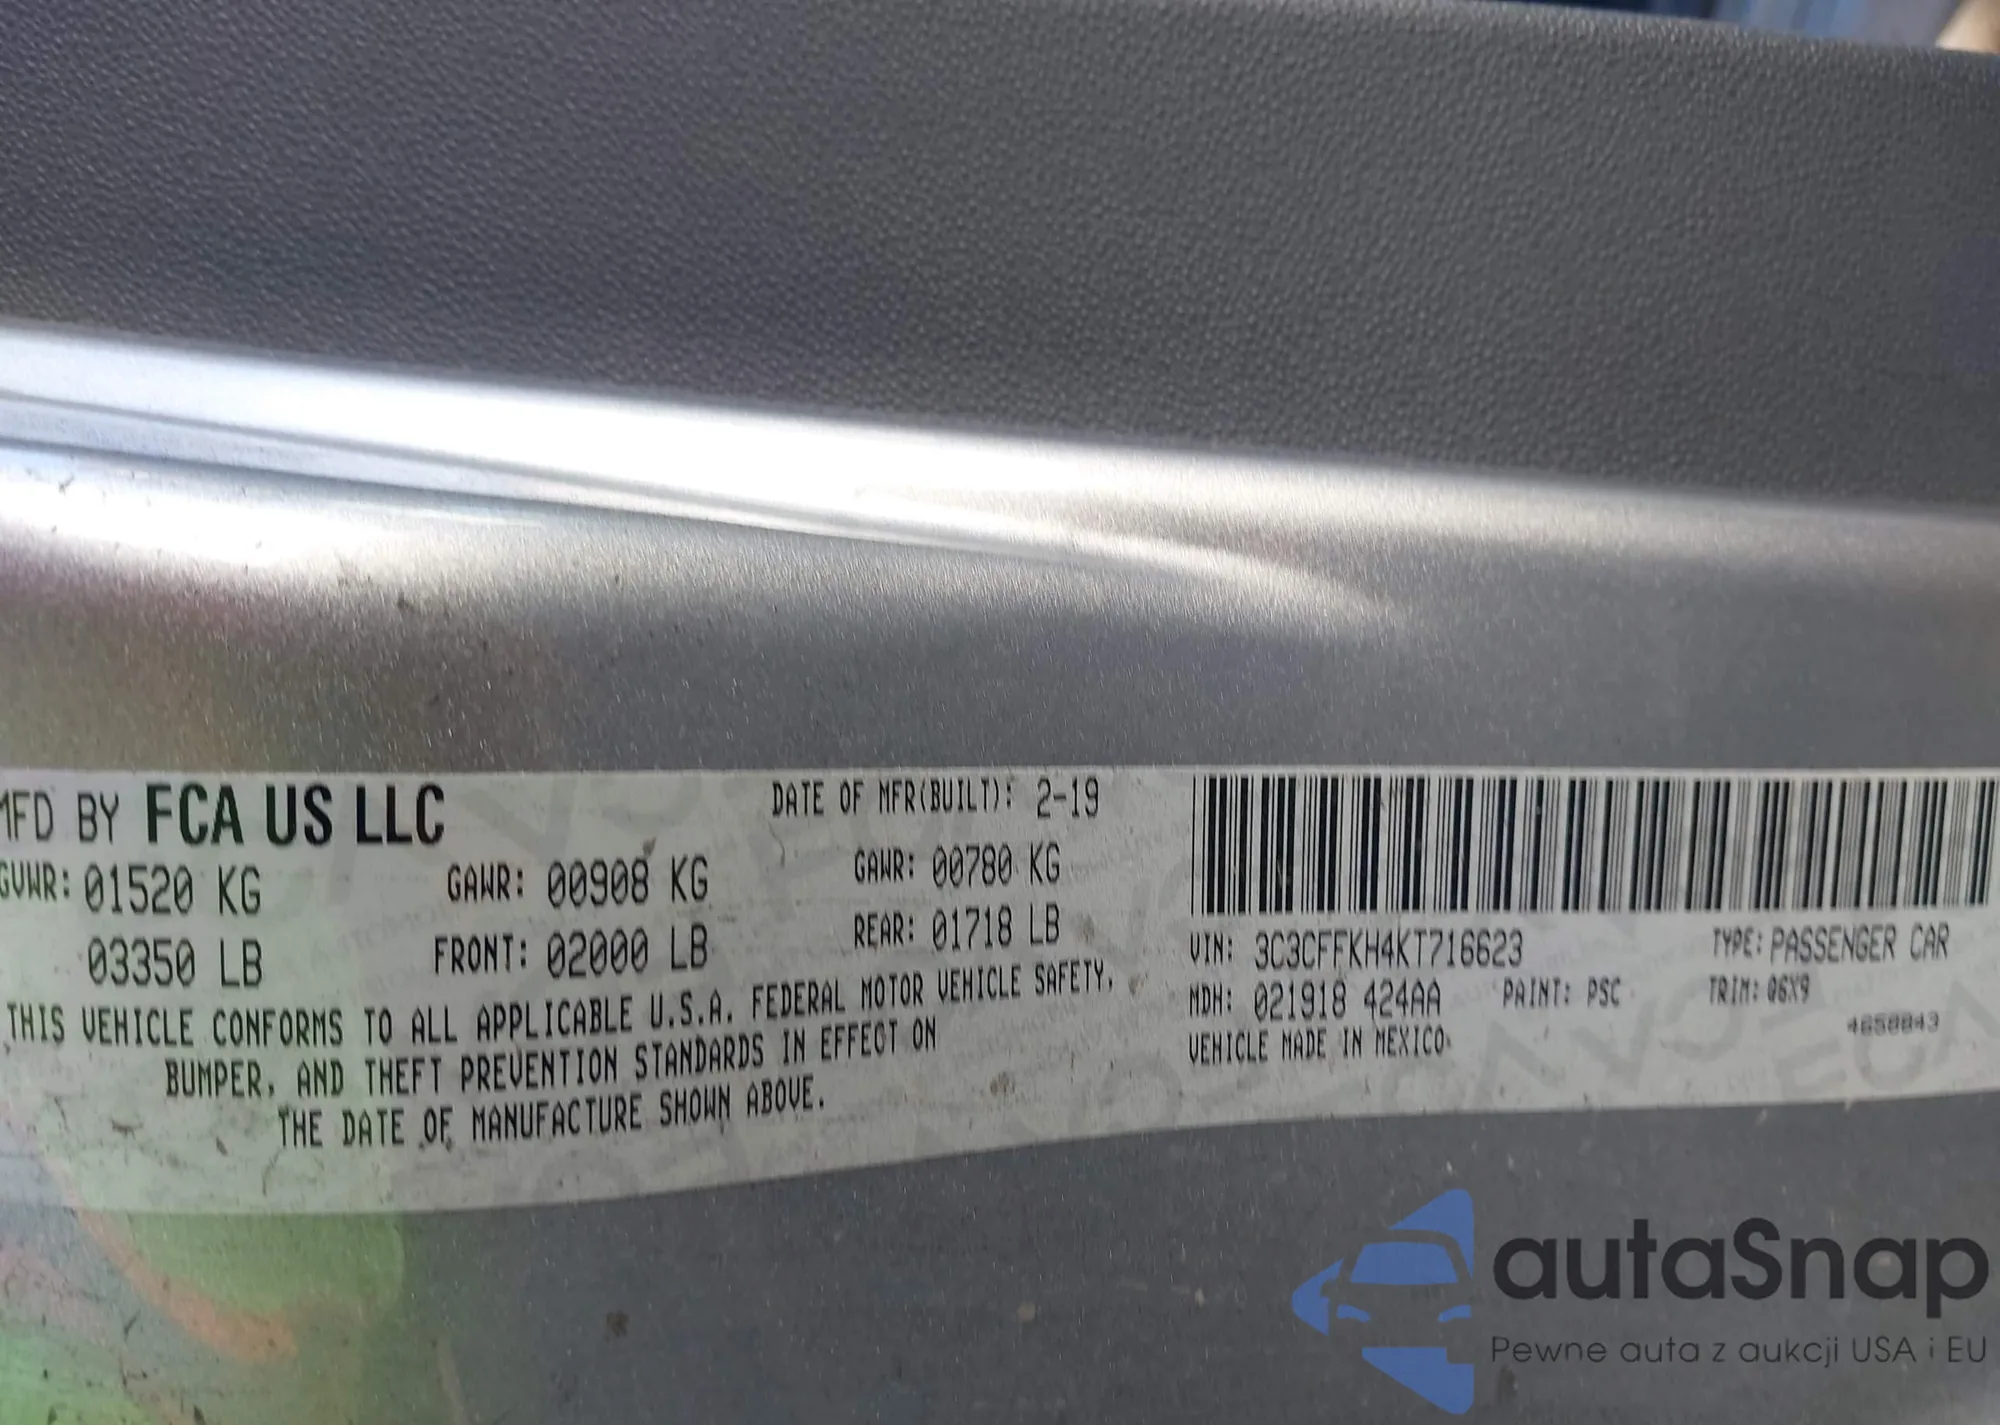 MFD BY FCA US LLC
DATE OF MFR(BUILT): 2-19
GVWR: 01520 KG
GAWR: 00908 KG
GAWR: 00780 KG
03350 LB
FRONT: 02000 LB
REAR: 01718 LB
THIS VEHICLE CONFORMS TO ALL APPLICABLE U.S.A. FEDERAL MOTOR VEHICLE SAFETY,
BUMPER, AND THEFT PREVENTION STANDARDS IN EFFECT ON
THE DATE OF MANUFACTURE SHOWN ABOVE.
VIN: 3C3CFFKH4KT716623
TYPE: PASSENGER CAR
MDH: 021918 424AA
PAINT: PSC
TRIM: Q6X9
VEHICLE MADE IN MEXICO
4658843
autaSnap
Pewne auta z aukcji USA i EU